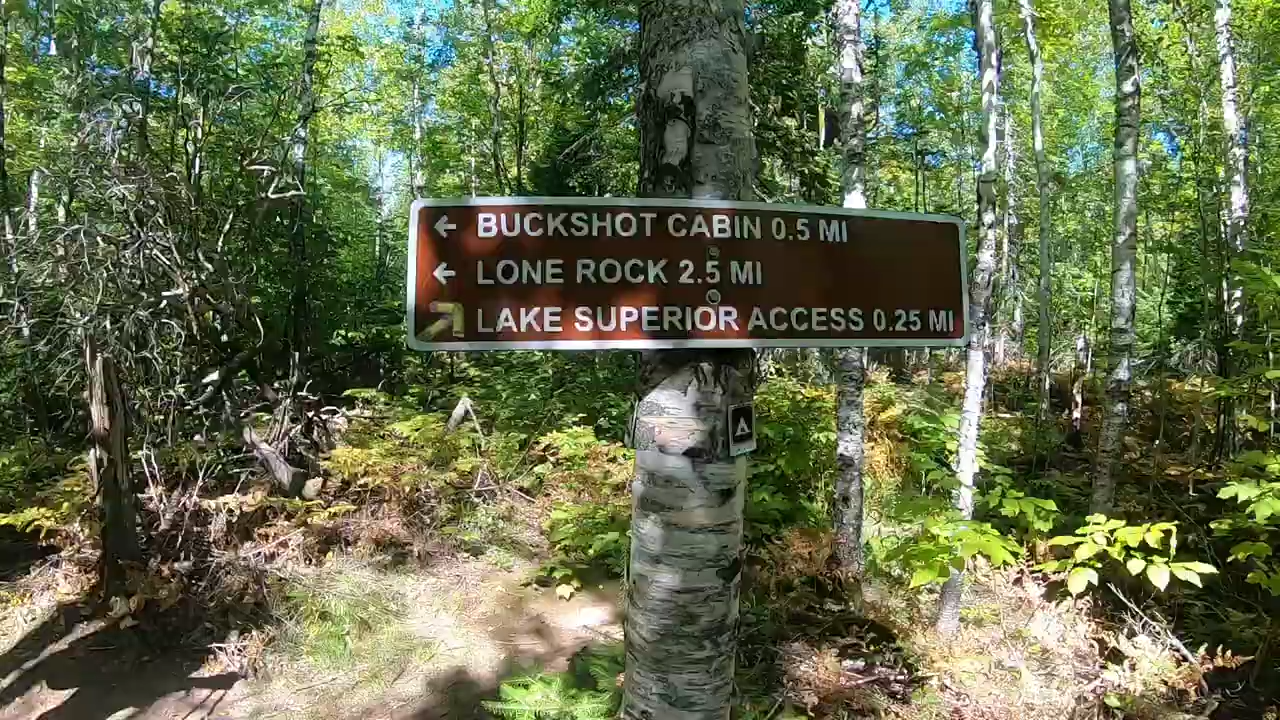 ← BUCKSHOT CABIN 0.5 MI
← LONE ROCK 2.5 MI
↗ LAKE SUPERIOR ACCESS 0.25 MI